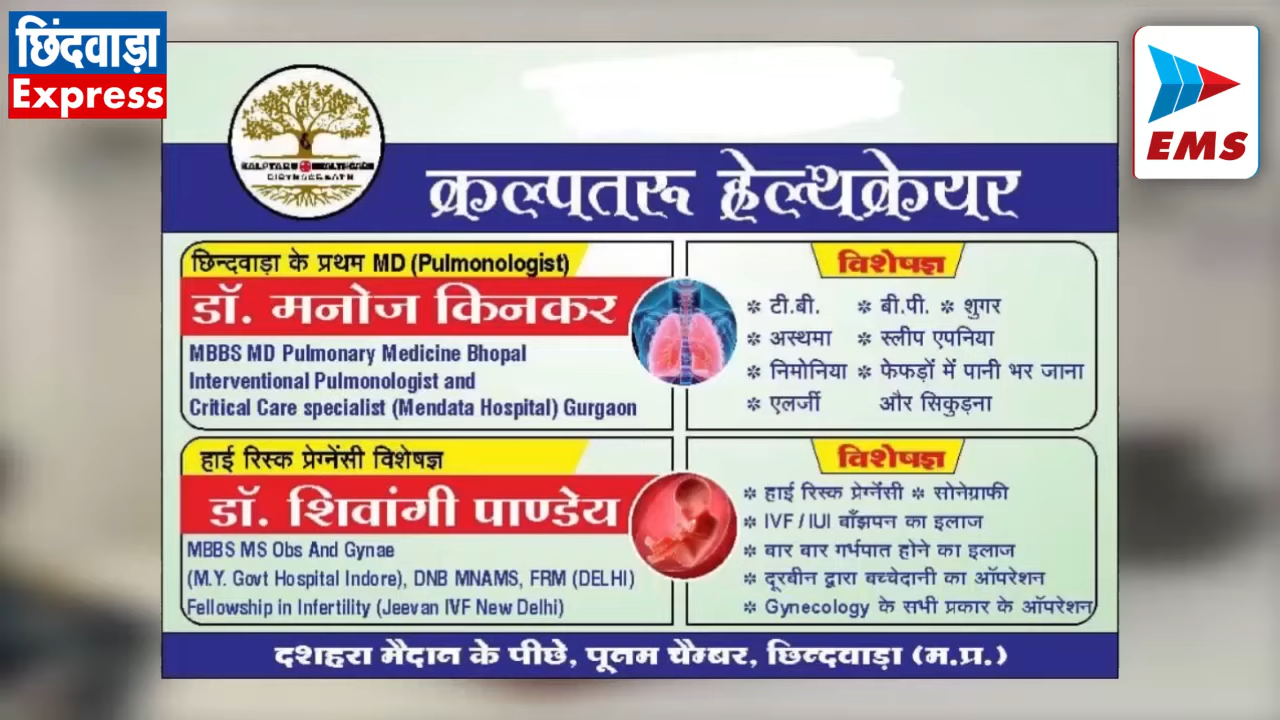 छिंदवाड़ा
Express
EMS
KALPTARU HEALTHCARE
CHHINDWARA
कल्पतरू हेल्थकेयर
छिन्दवाड़ा के प्रथम MD (Pulmonologist)
डॉ. मनोज किनकर
MBBS MD Pulmonary Medicine Bhopal
Interventional Pulmonologist and
Critical Care specialist (Mendata Hospital) Gurgaon
विशेषज्ञ
* टी.बी. * बी.पी. * शुगर
* अस्थमा * स्लीप एपनिया
* निमोनिया * फेफड़ों में पानी भर जाना
* एलर्जी और सिकुड़ना
हाई रिस्क प्रेग्नेंसी विशेषज्ञ
डॉ. शिवांगी पाण्डेय
MBBS MS Obs And Gynae
(M.Y. Govt Hospital Indore), DNB MNAMS, FRM (DELHI)
Fellowship in Infertility (Jeevan IVF New Delhi)
विशेषज्ञ
* हाई रिस्क प्रेग्नेंसी * सोनेग्राफी
* IVF / IUI बाँझपन का इलाज
* बार बार गर्भपात होने का इलाज
* दूरबीन द्वारा बच्चेदानी का ऑपरेशन
* Gynecology के सभी प्रकार के ऑपरेशन
दशहरा मैदान के पीछे, पूनम चैम्बर, छिन्दवाड़ा (म.प्र.)